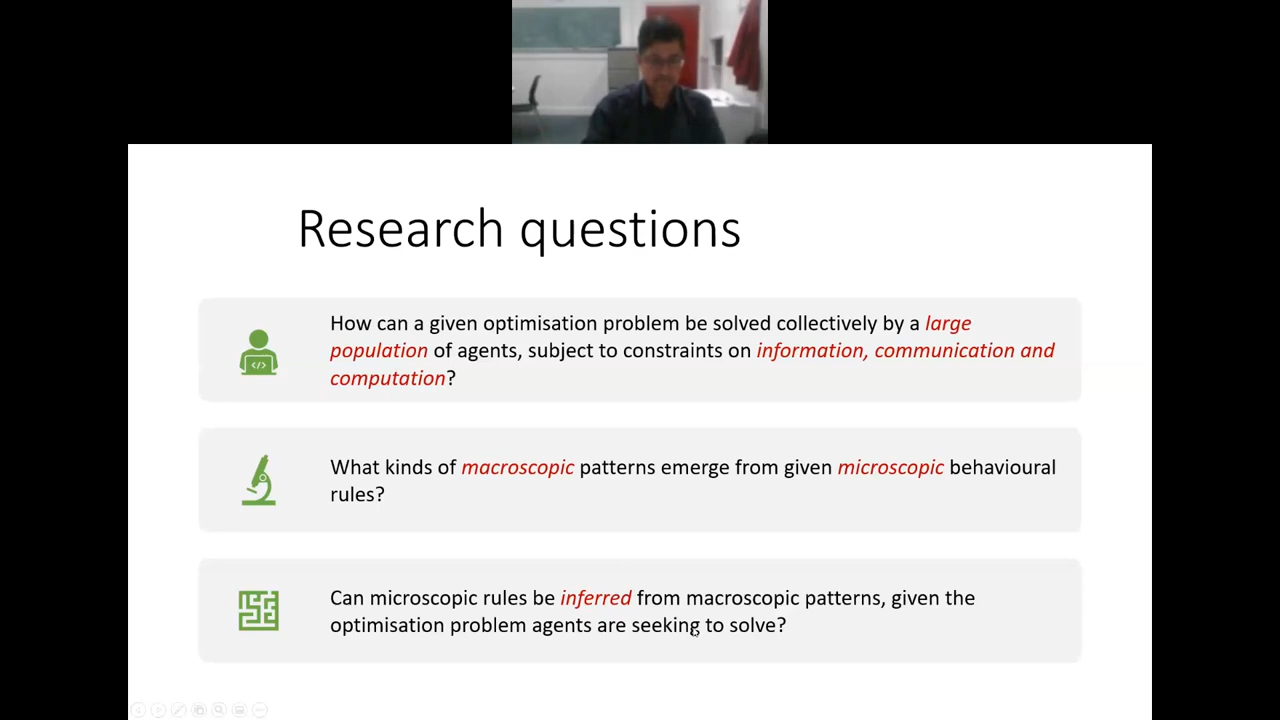 Research questions
How can a given optimisation problem be solved collectively by a large
population of agents, subject to constraints on information, communication and
computation?
What kinds of macroscopic patterns emerge from given microscopic behavioural
rules?
Can microscopic rules be inferred from macroscopic patterns, given the
optimisation problem agents are seeking to solve?